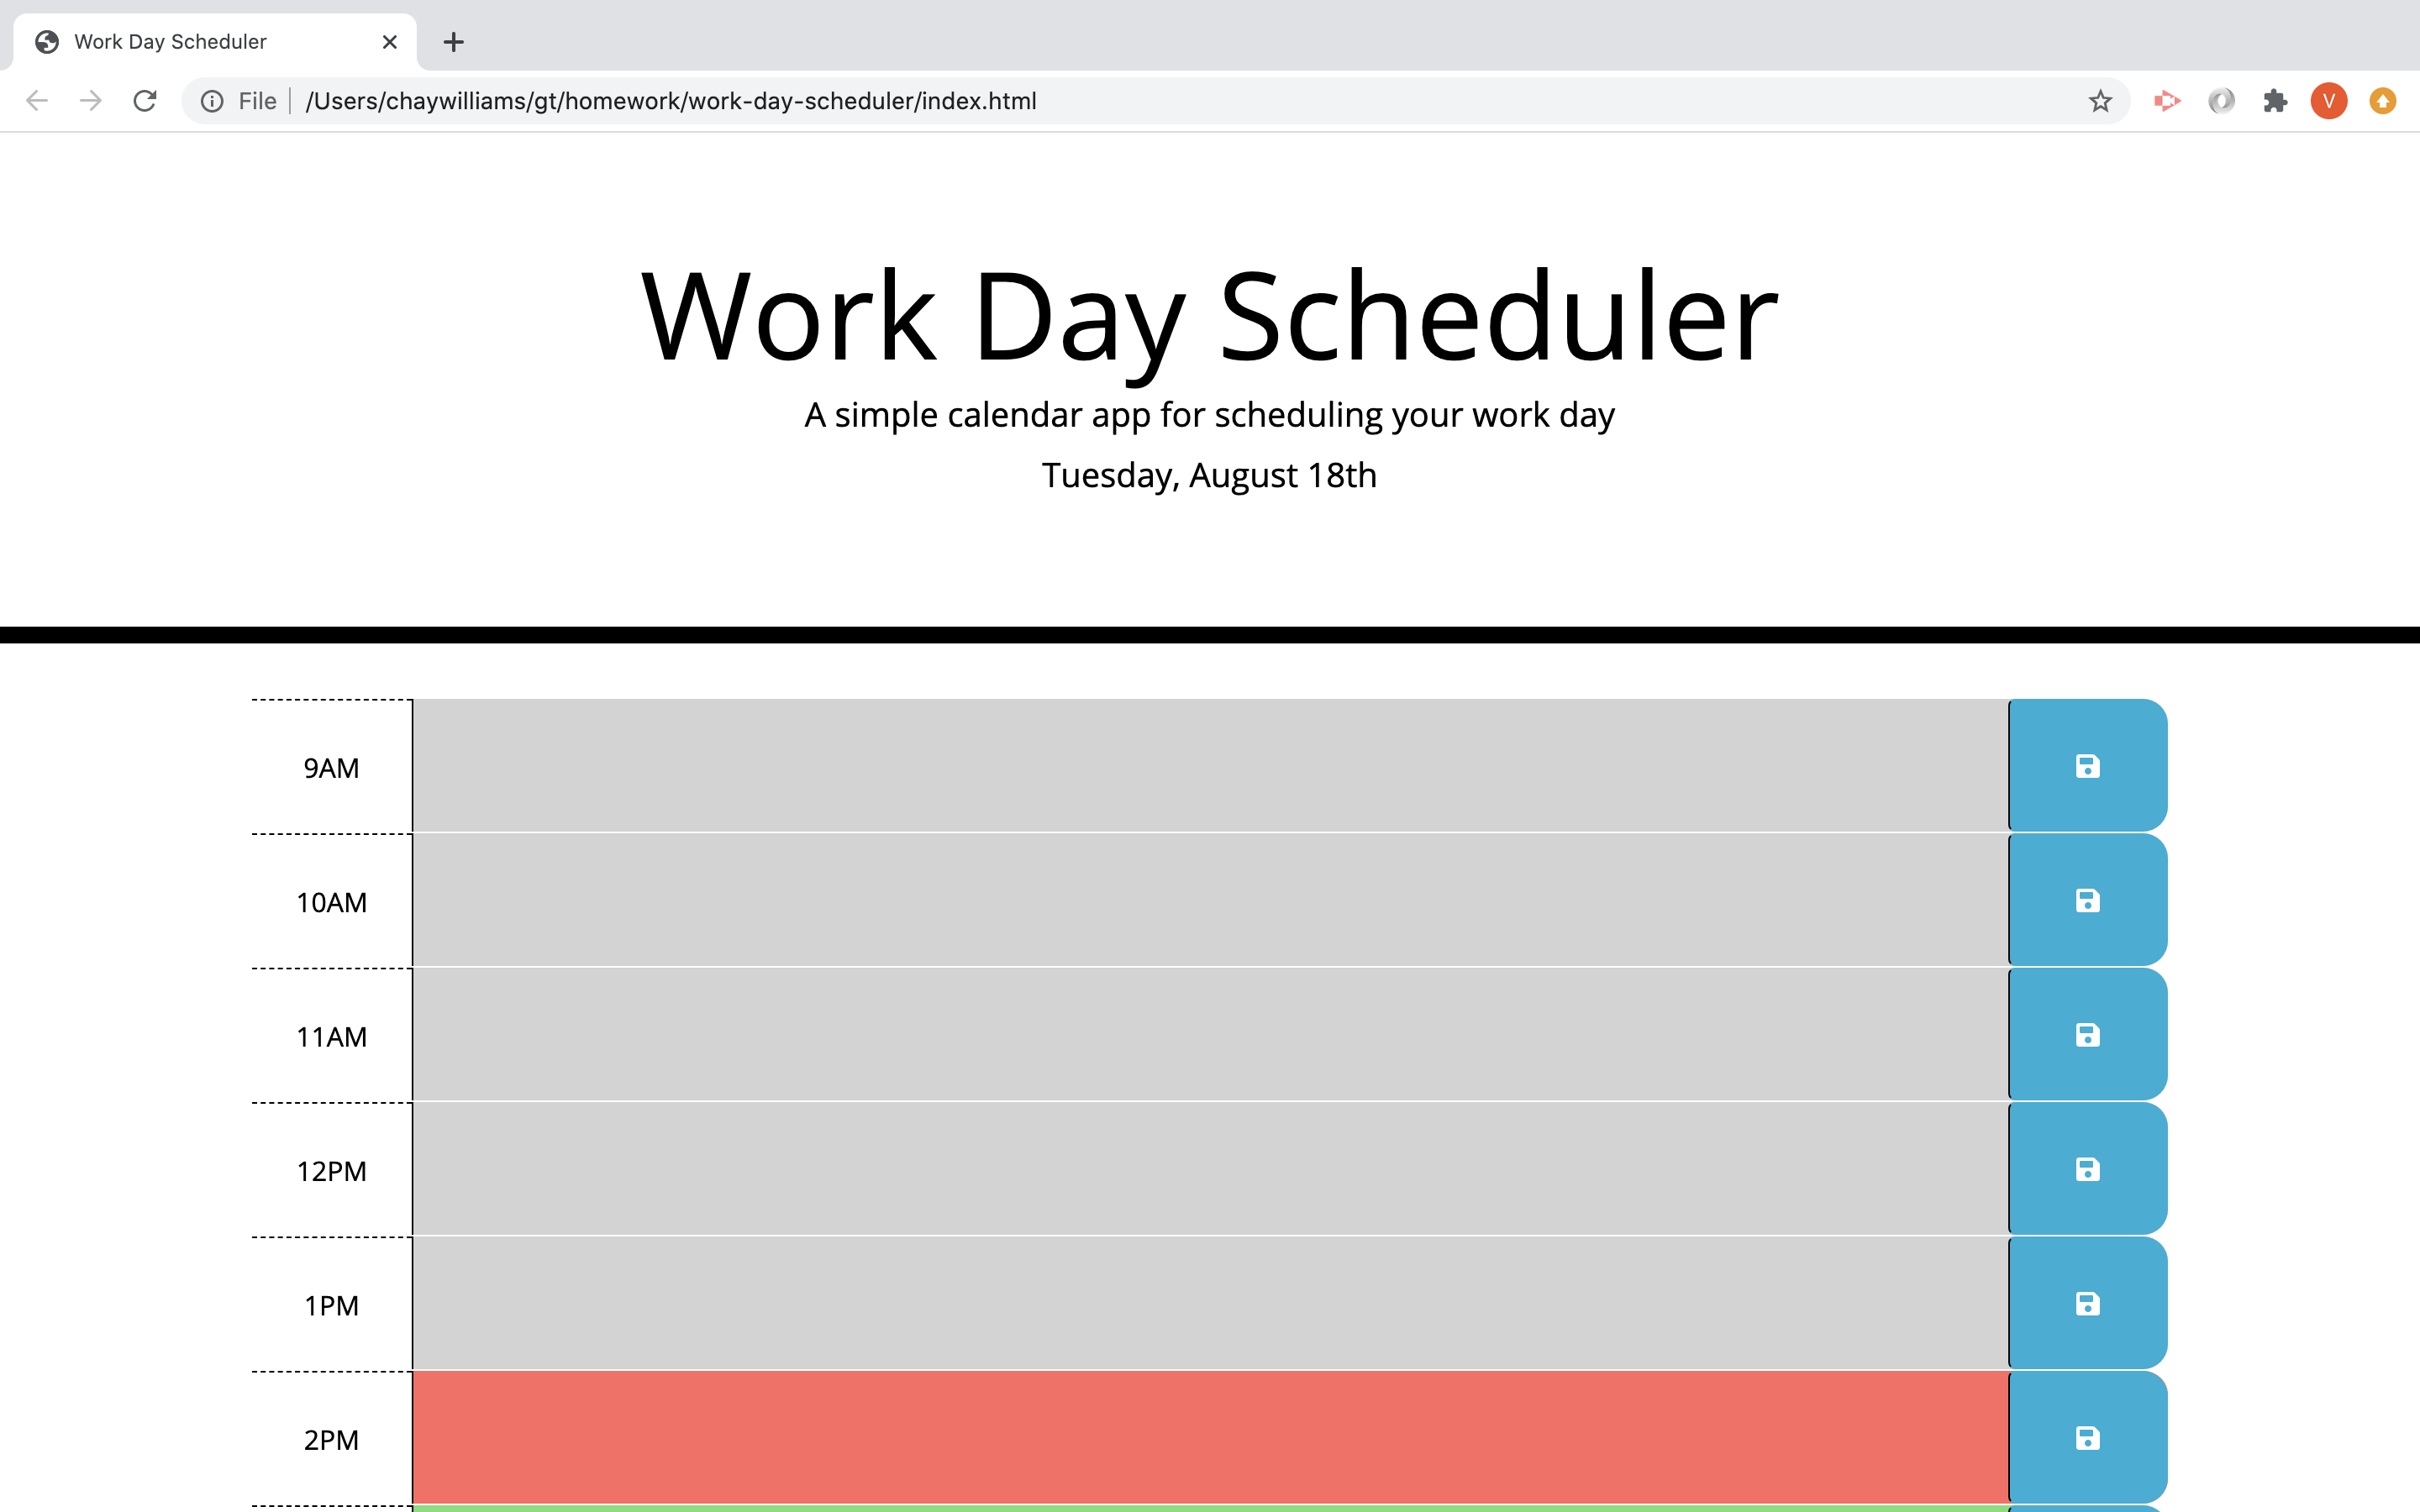 Work Day Scheduler
File /Users/chaywilliams/gt/homework/work-day-scheduler/index.html
V
Work Day Scheduler
A simple calendar app for scheduling your work day
Tuesday, August 18th
9AM
10AM
11AM
12PM
1PM
2PM